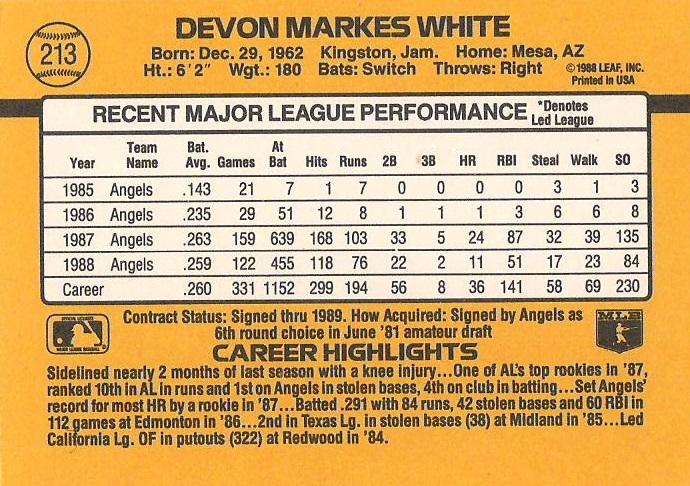 213
DEVON MARKES WHITE
Born: Dec. 29, 1962 Kingston, Jam. Home: Mesa, AZ
Ht.: 6'2" Wgt.: 180 Bats: Switch Throws: Right
©1988 LEAF, INC.
Printed in USA
RECENT MAJOR LEAGUE PERFORMANCE *Denotes
Led League
Year Team Name Bat. Avg. Games At Bat Hits Runs 2B 3B HR RBI Steal Walk SO
1985 Angels .143 21 7 1 7 0 0 0 0 3 1 3
1986 Angels .235 29 51 12 8 1 1 1 3 6 6 8
1987 Angels .263 159 639 168 103 33 5 24 87 32 39 135
1988 Angels .259 122 455 118 76 22 2 11 51 17 23 84
Career .260 331 1152 299 194 56 8 36 141 58 69 230
Contract Status: Signed thru 1989. How Acquired: Signed by Angels as
6th round choice in June '81 amateur draft
MLB
CAREER HIGHLIGHTS
Sidelined nearly 2 months of last season with a knee injury...One of AL's top rookies in '87,
ranked 10th in AL in runs and 1st on Angels in stolen bases, 4th on club in batting...Set Angels'
record for most HR by a rookie in '87...Batted .291 with 84 runs, 42 stolen bases and 60 RBI in
112 games at Edmonton in '86...2nd in Texas Lg. in stolen bases (38) at Midland in '85...Led
California Lg. OF in putouts (322) at Redwood in '84.